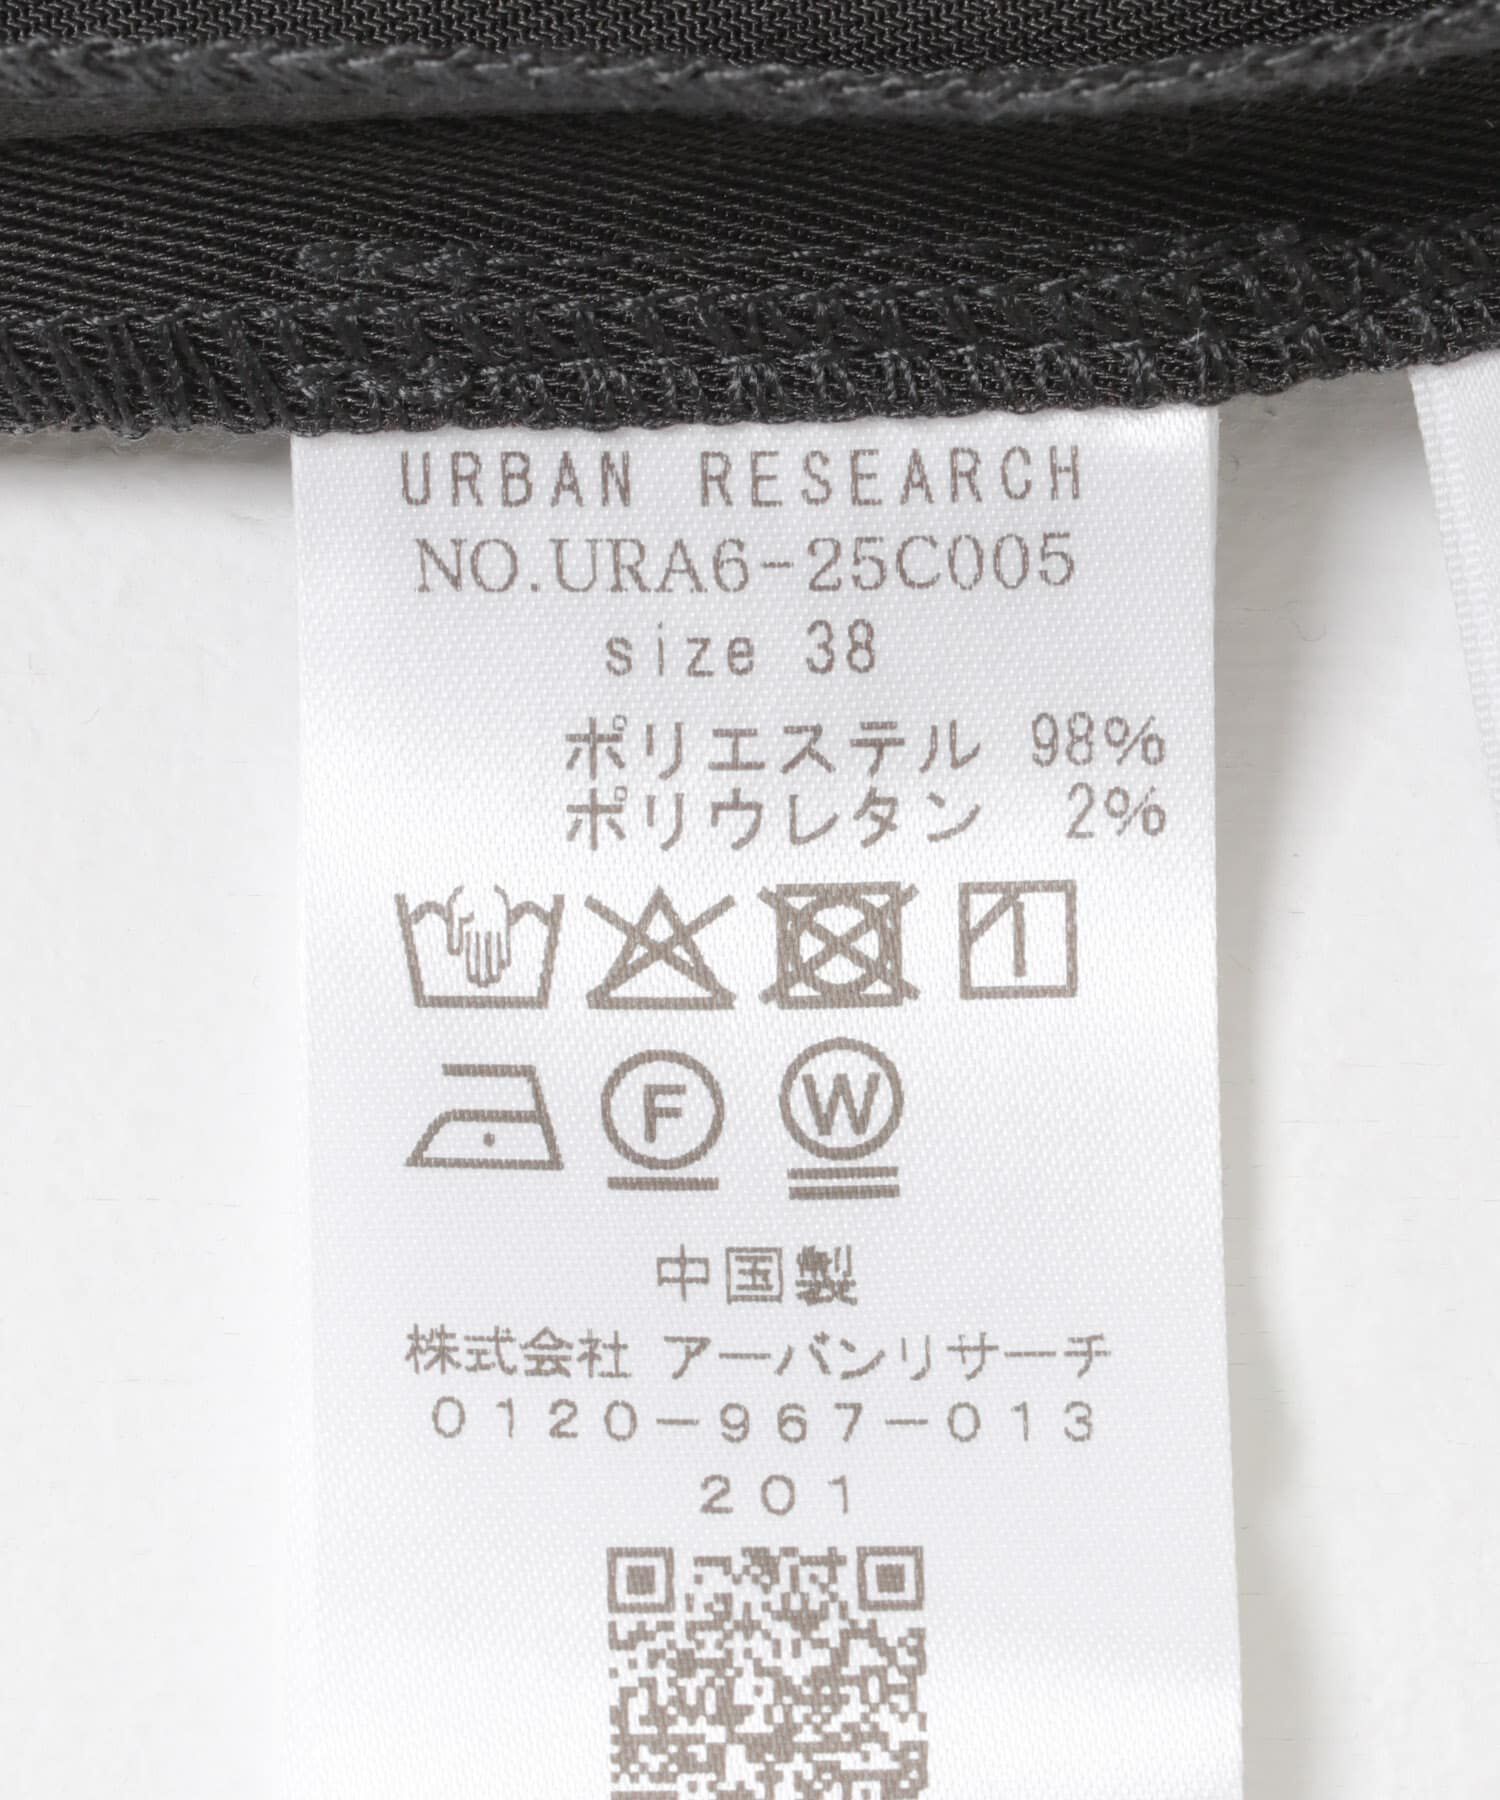 URBAN RESEARCH
NO.URA6-25C005
size 38
ポリエステル 98%
ポリウレタン 2%
F
W
中国製
株式会社 アーバンリサーチ
0120-967-013
201